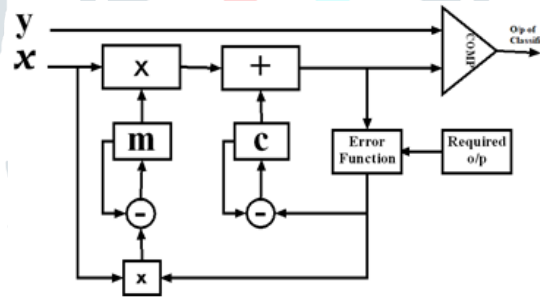 y
x
X
+
COMP
O/p of
Classifi
m
c
Error
Function
Required
o/p
-
-
x